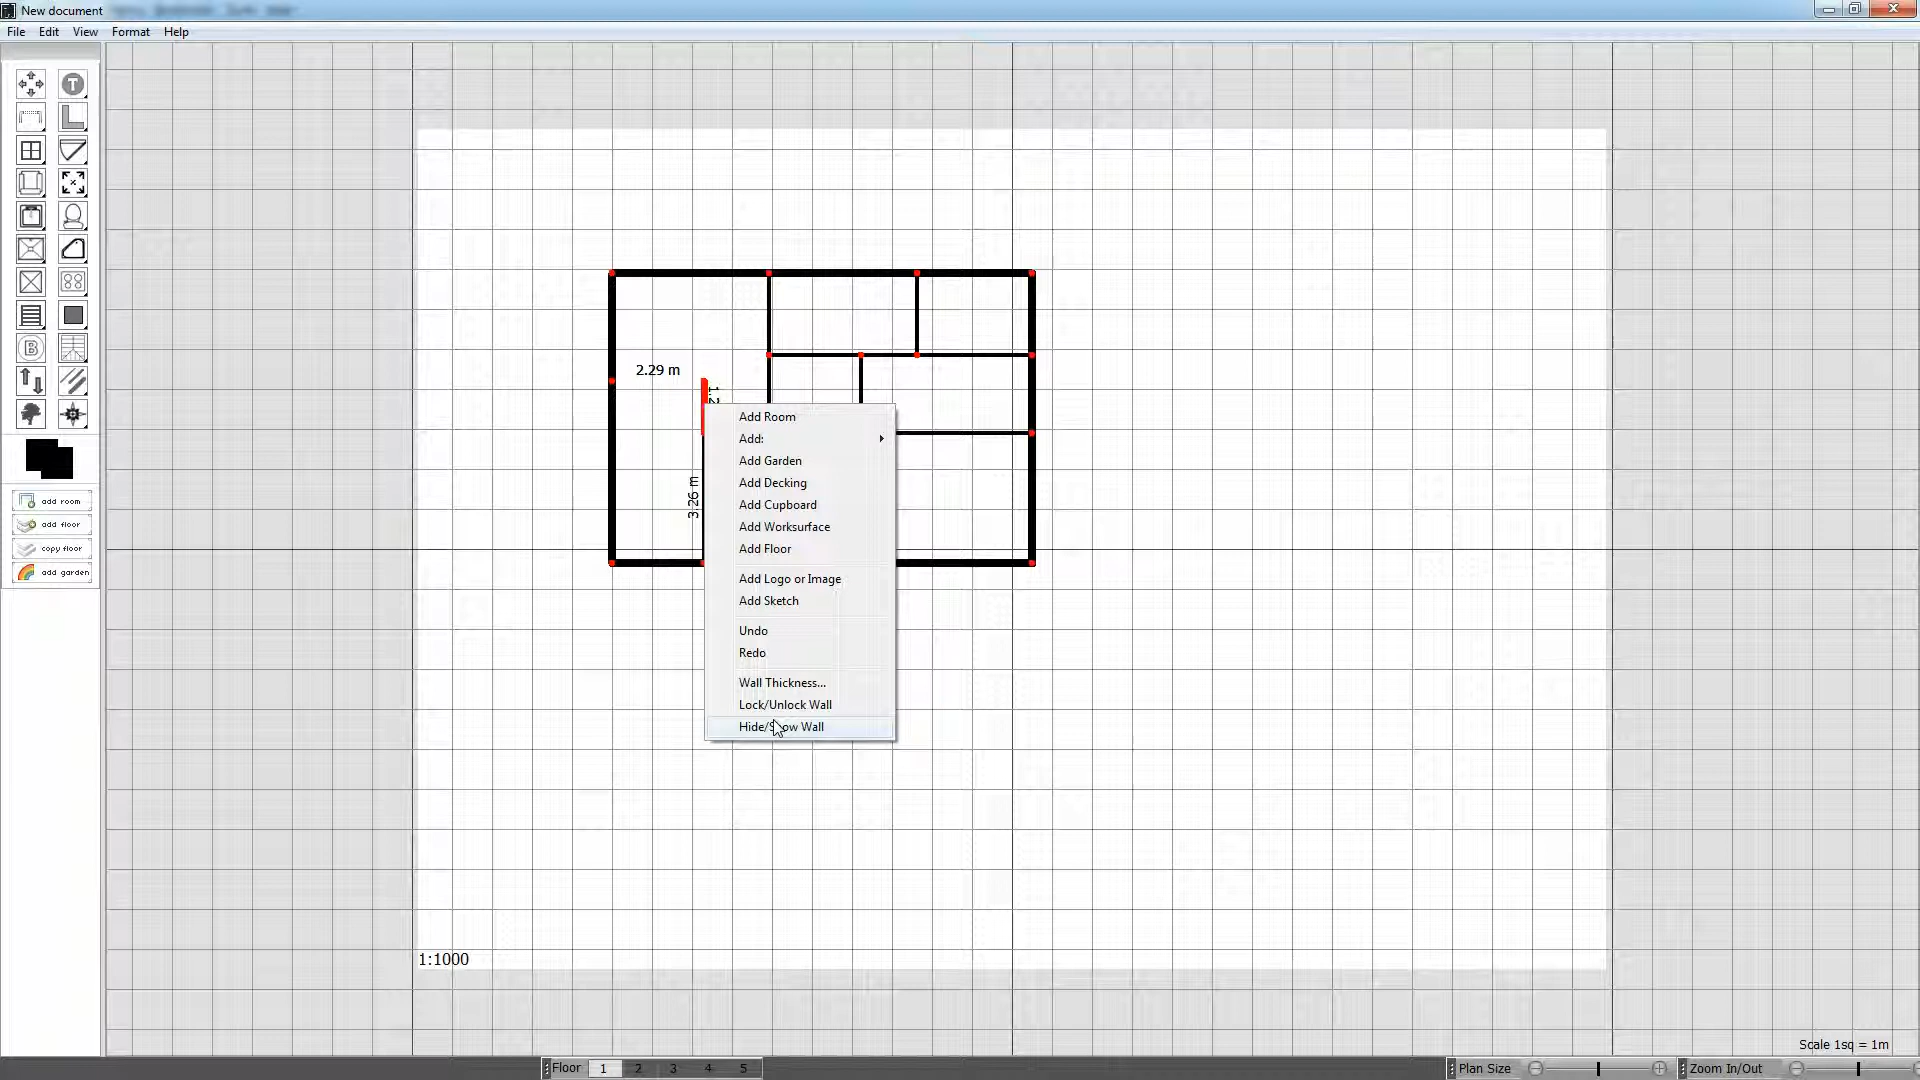 New document
File Edit View Format Help
2.29 m
3.26 m
Add Room
Add:
Add Garden
Add Decking
Add Cupboard
Add Worksurface
Add Floor
Add Logo or Image
Add Sketch
Undo
Redo
Wall Thickness...
Lock/Unlock Wall
Hide/Show Wall
T
B
add room
add floor
copy floor
add garden
1:1000
Scale 1sq = 1m
Floor 1 2 3 4 5
Plan Size
Zoom In/Out